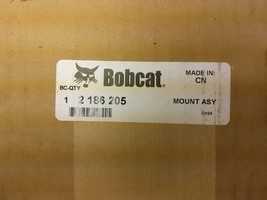 Bobcat.
MADE IN:
CN
BC-QTY
1 2 186 205
MOUNT ASY